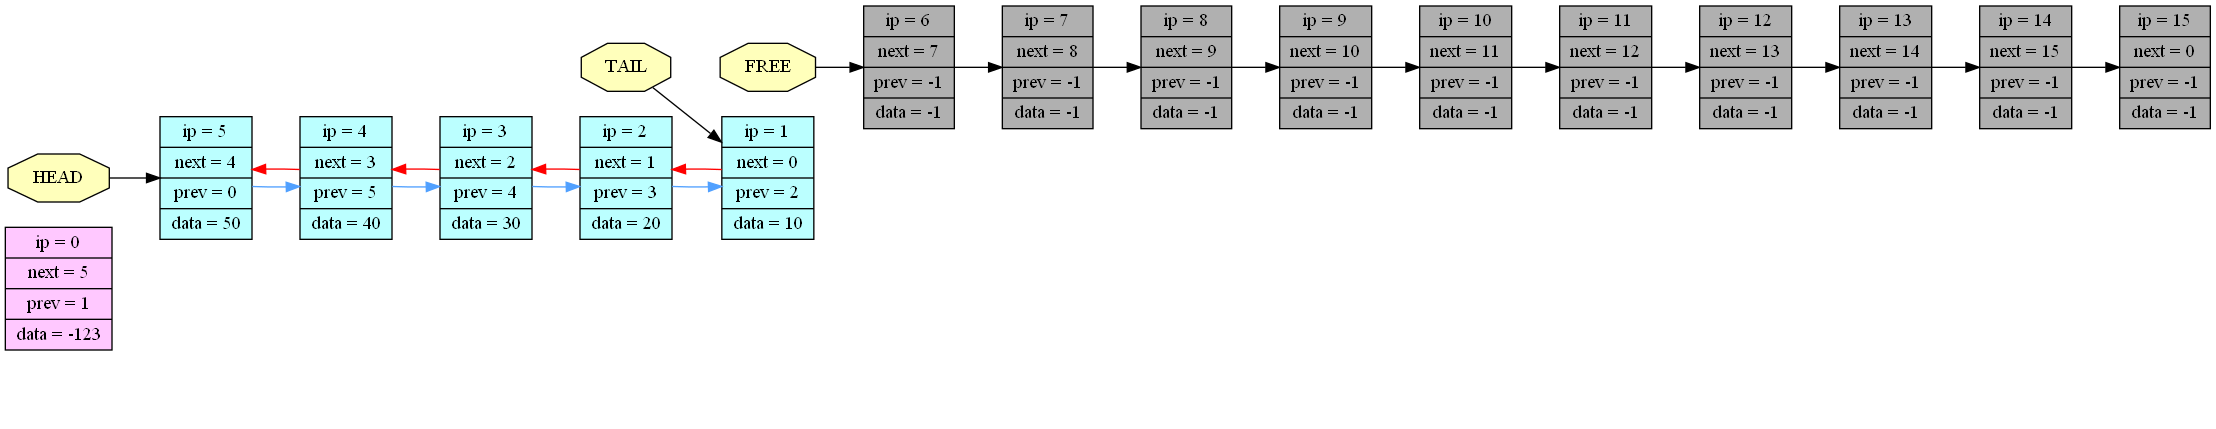 HEAD
ip = 5
next = 4
prev = 0
data = 50
ip = 4
next = 3
prev = 5
data = 40
ip = 3
next = 2
prev = 4
data = 30
ip = 2
next = 1
prev = 3
data = 20
ip = 1
next = 0
prev = 2
data = 10
TAIL
FREE
ip = 6
next = 7
prev = -1
data = -1
ip = 7
next = 8
prev = -1
data = -1
ip = 8
next = 9
prev = -1
data = -1
ip = 9
next = 10
prev = -1
data = -1
ip = 10
next = 11
prev = -1
data = -1
ip = 11
next = 12
prev = -1
data = -1
ip = 12
next = 13
prev = -1
data = -1
ip = 13
next = 14
prev = -1
data = -1
ip = 14
next = 15
prev = -1
data = -1
ip = 15
next = 0
prev = -1
data = -1
ip = 0
next = 5
prev = 1
data = -123